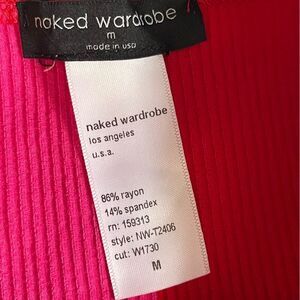 naked wardrobe
m
made in usa
naked wardrobe
los angeles
u.s.a.
86% rayon
14% spandex
rn: 159313
style: NW-T2406
cut: W1730
M